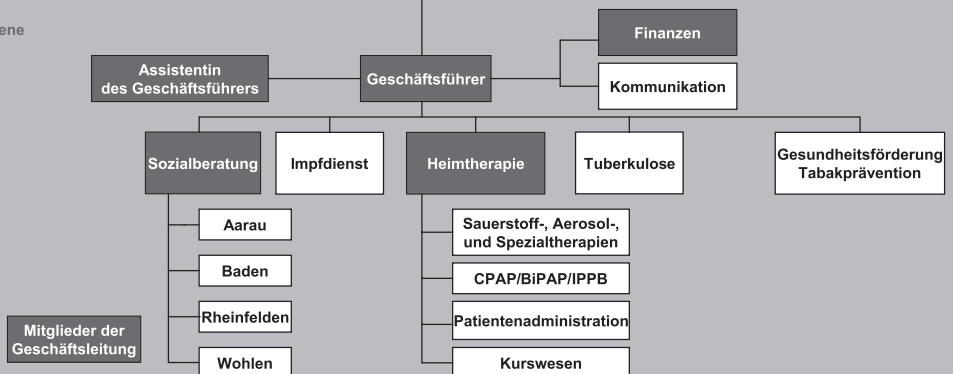 Finanzen
Assistentin
des Geschäftsführers
Geschäftsführer
Kommunikation
Sozialberatung
Impfdienst
Heimtherapie
Tuberkulose
Gesundheitsförderung
Tabakprävention
Aarau
Baden
Rheinfelden
Wohlen
Sauerstoff-, Aerosol-,
und Spezialtherapien
CPAP/BiPAP/IPPB
Patientenadministration
Kurswesen
Mitglieder der
Geschäftsleitung